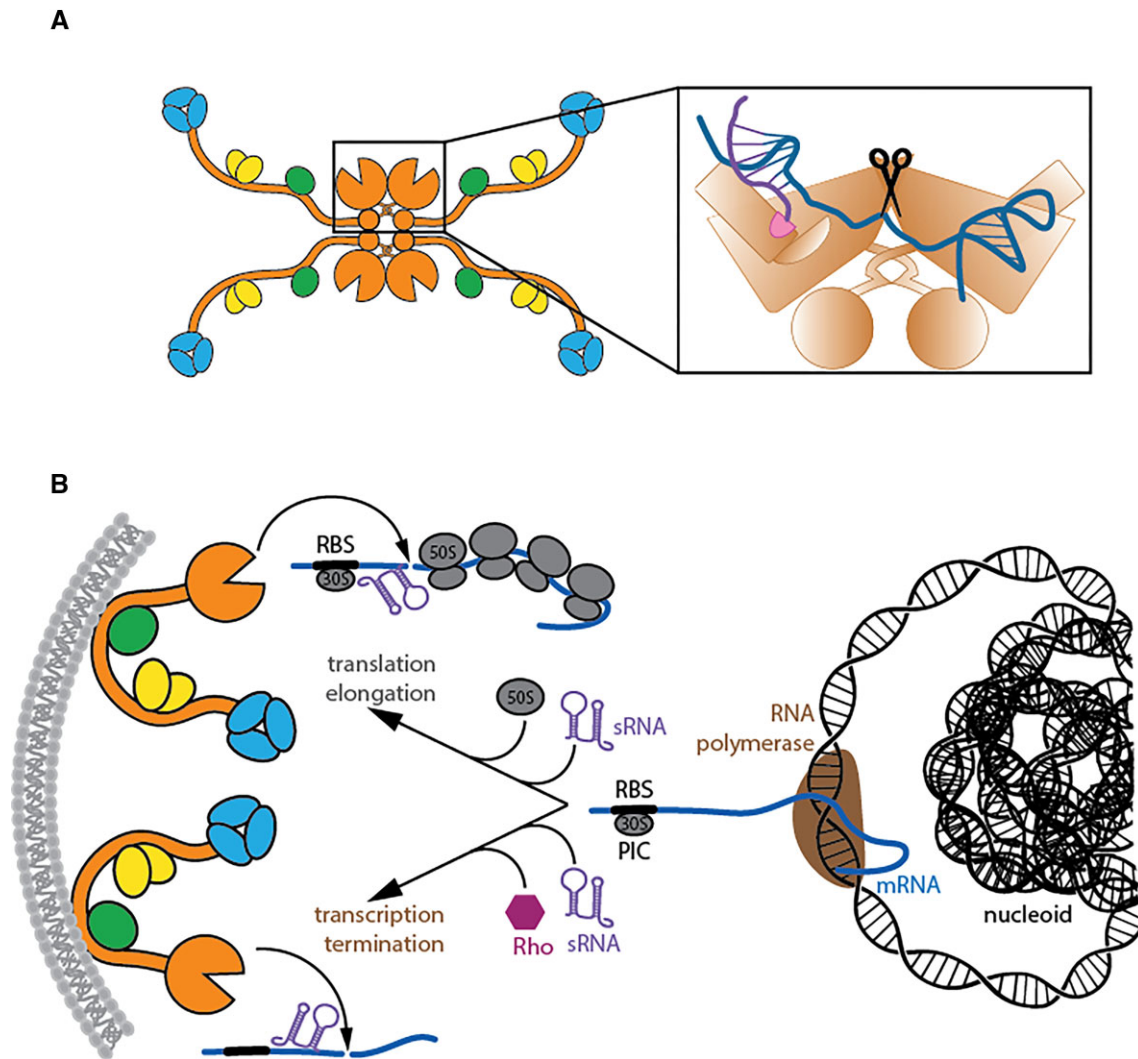 A
B
RBS
30S
50S
translation
elongation
50S
sRNA
RNA
polymerase
RBS
30S
PIC
mRNA
nucleoid
transcription
termination
Rho
sRNA